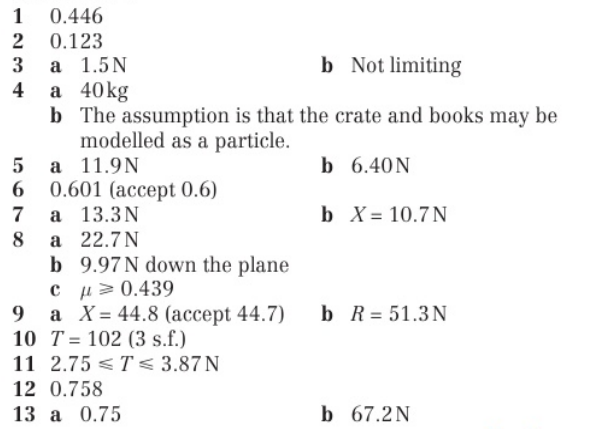 1 0.446
2 0.123
3 a 1.5 N b Not limiting
4 a 40 kg
b The assumption is that the crate and books may be
modelled as a particle.
5 a 11.9 N b 6.40 N
6 0.601 (accept 0.6)
7 a 13.3 N b X = 10.7 N
8 a 22.7 N
b 9.97 N down the plane
c μ ⩾ 0.439
9 a X = 44.8 (accept 44.7) b R = 51.3 N
10 T = 102 (3 s.f.)
11 2.75 ⩽ T ⩽ 3.87 N
12 0.758
13 a 0.75 b 67.2 N